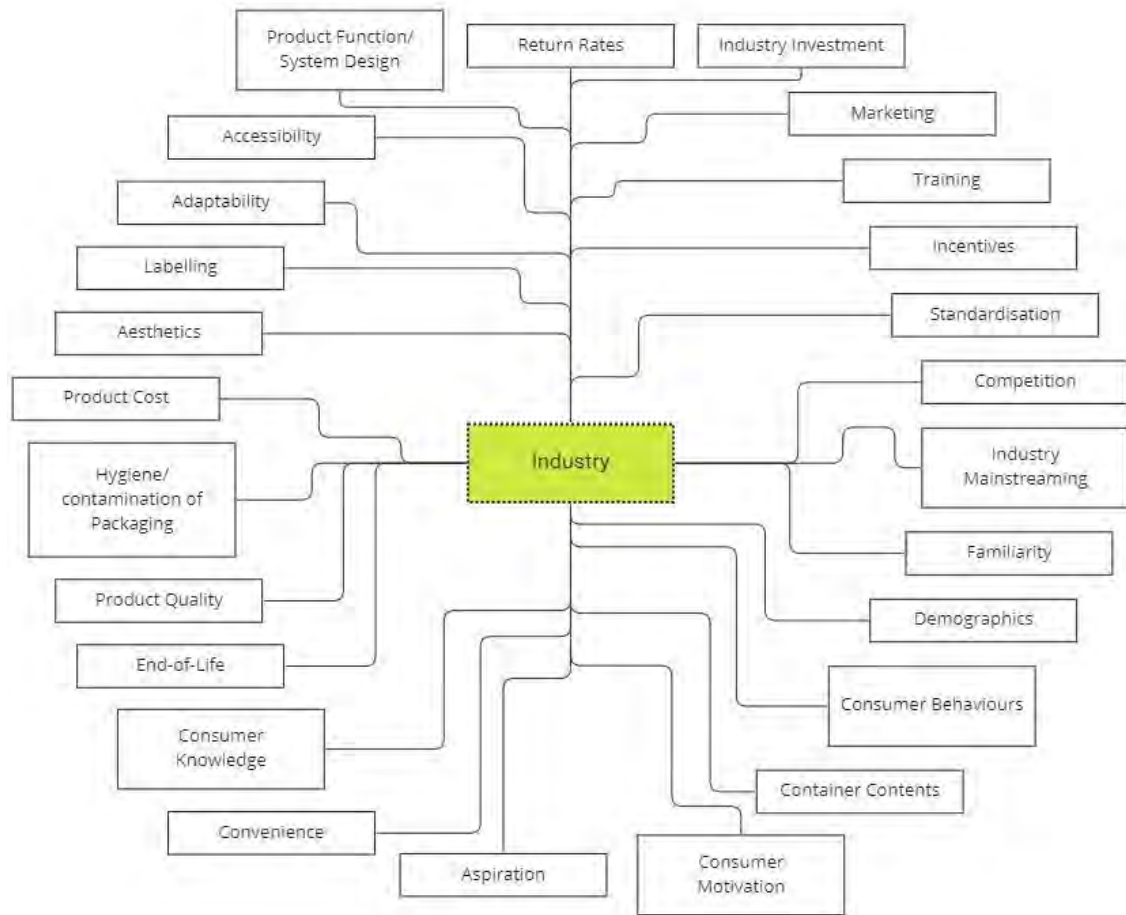 Product Function/
System Design
Return Rates
Industry Investment
Accessibility
Marketing
Adaptability
Training
Labelling
Incentives
Aesthetics
Standardisation
Product Cost
Competition
Industry
Hygiene/
contamination of
Packaging
Industry
Mainstreaming
Product Quality
Familiarity
End-of-Life
Demographics
Consumer
Knowledge
Consumer Behaviours
Convenience
Container Contents
Aspiration
Consumer
Motivation